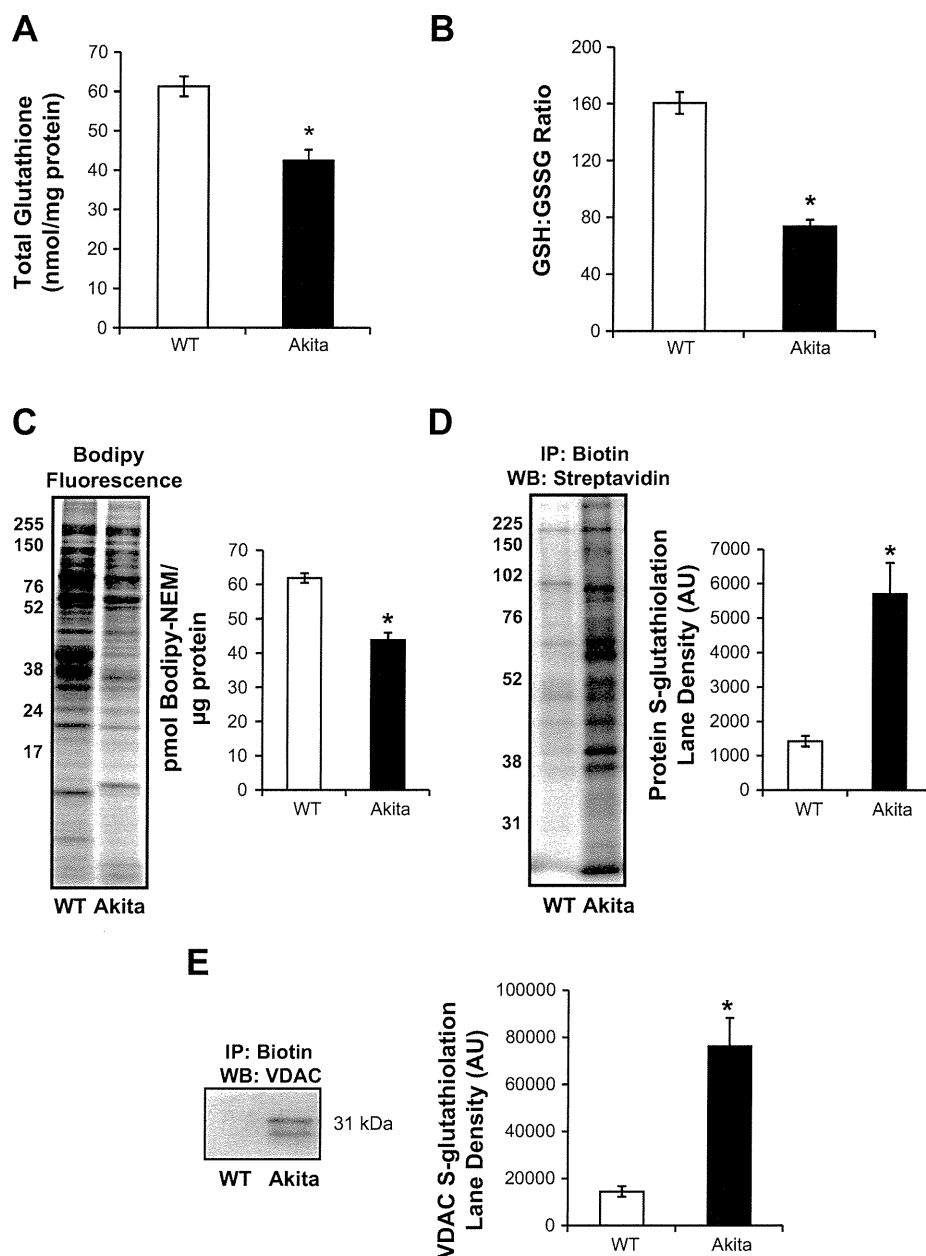 A
Total Glutathione
(nmol/mg protein)
70
60
50
40
30
20
10
0
*
WT
Akita
B
GSH:GSSG Ratio
200
160
120
80
40
0
*
WT
Akita
C
Bodipy
Fluorescence
255
150
76
52
38
24
17
WT Akita
pmol Bodipy-NEM/
µg protein
70
60
50
40
30
20
10
0
*
WT
Akita
D
IP: Biotin
WB: Streptavidin
225
150
102
76
52
38
31
WT Akita
Protein S-glutathiolation
Lane Density (AU)
7000
6000
5000
4000
3000
2000
1000
0
*
WT
Akita
E
IP: Biotin
WB: VDAC
31 kDa
WT Akita
VDAC S-glutathiolation
Lane Density (AU)
100000
80000
60000
40000
20000
0
*
WT
Akita